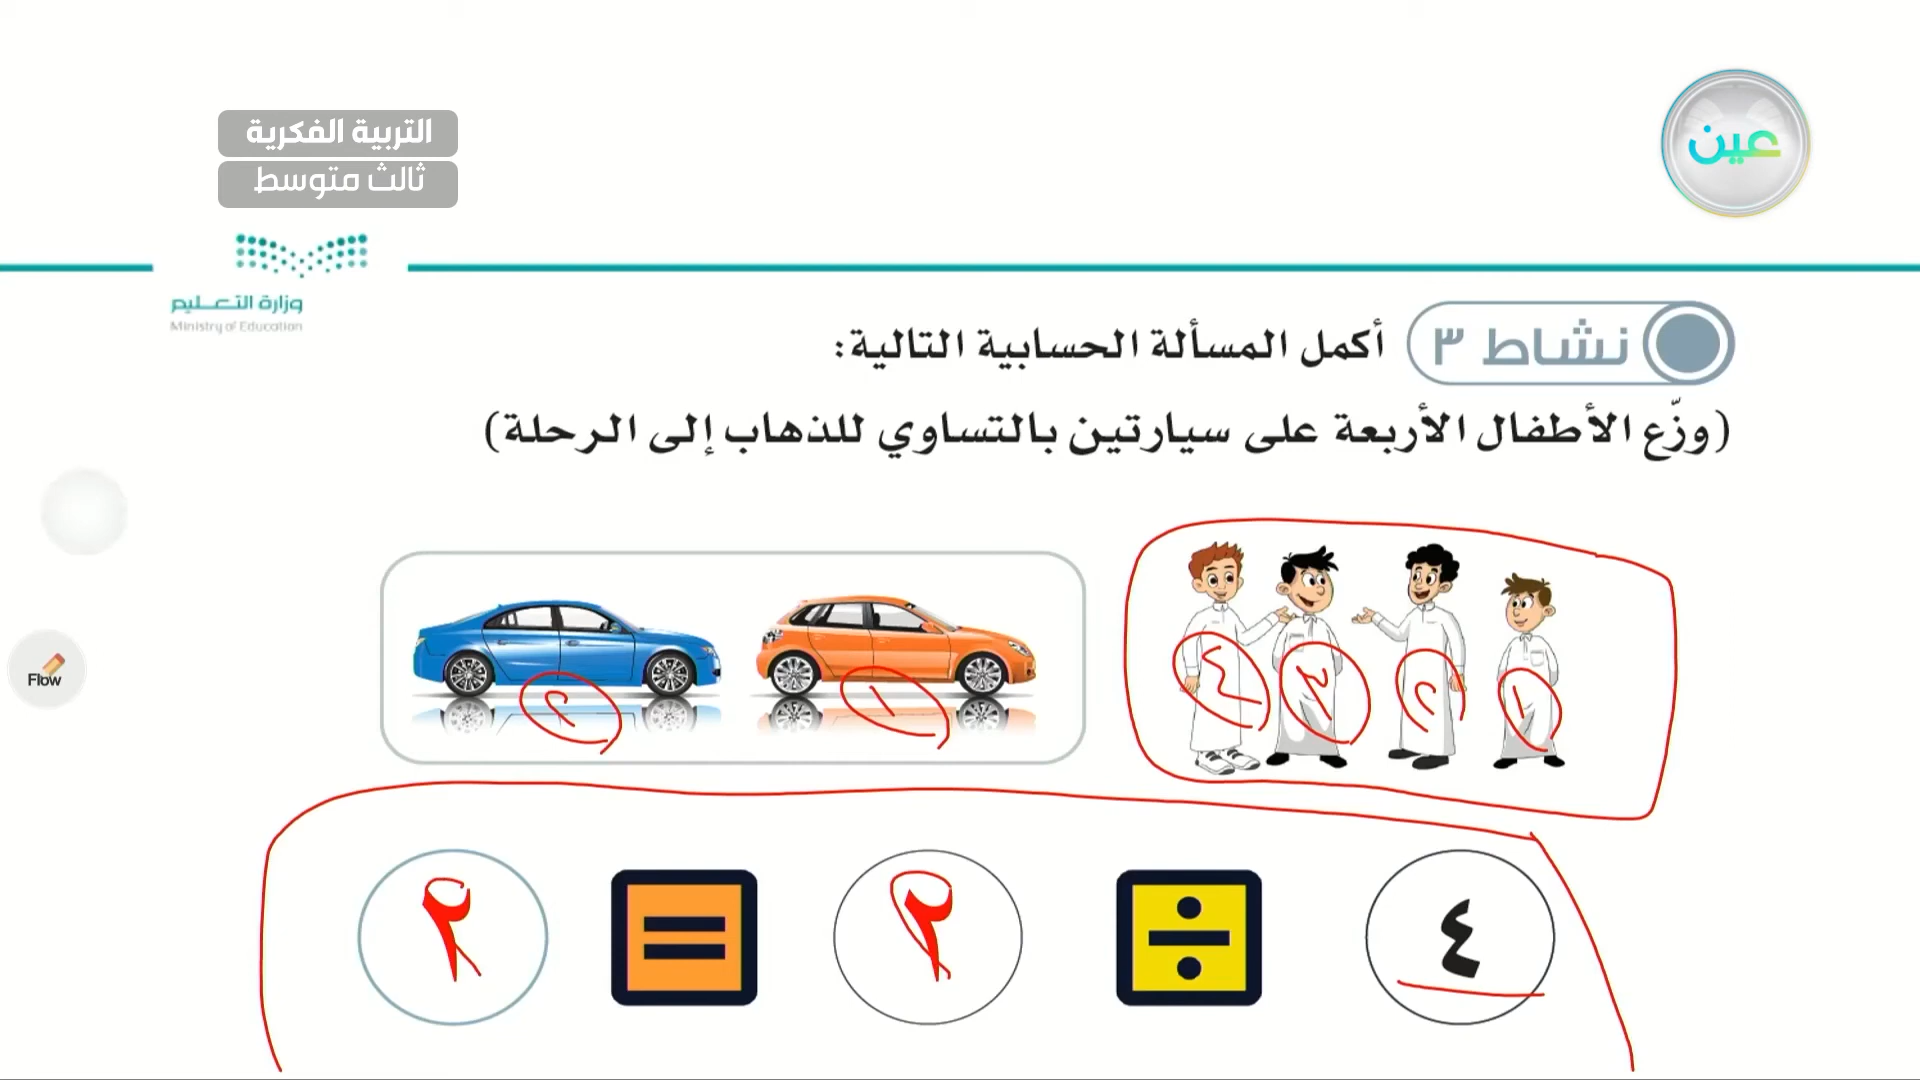 عين
التربية الفكرية
ثالث متوسط
وزارة التعليم
Ministry of Education
نشاط ٣ أكمل المسألة الحسابية التالية:
(وزّع الأطفال الأربعة على سيارتين بالتساوي للذهاب إلى الرحلة)
١ ٢ ٣ ٤
١ ٢
٤ ÷ ٢ = ٢
Flow